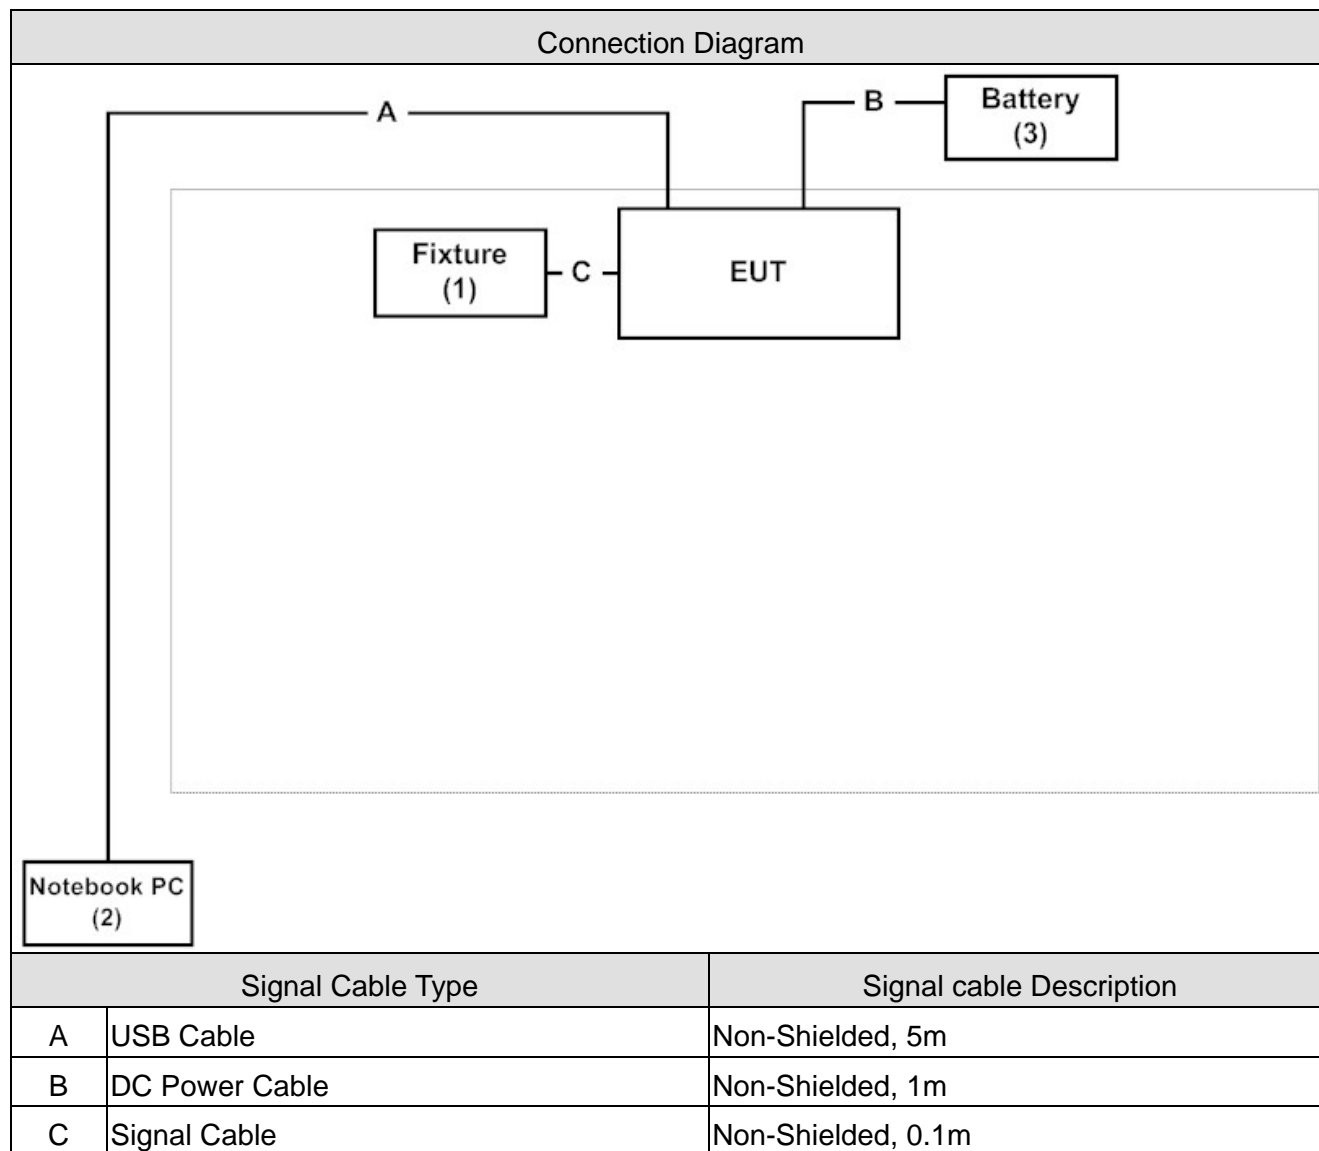 Connection Diagram
A
B
Battery
(3)
Fixture
(1)
C
EUT
Notebook PC
(2)
Signal Cable Type Signal cable Description
A USB Cable Non-Shielded, 5m
B DC Power Cable Non-Shielded, 1m
C Signal Cable Non-Shielded, 0.1m